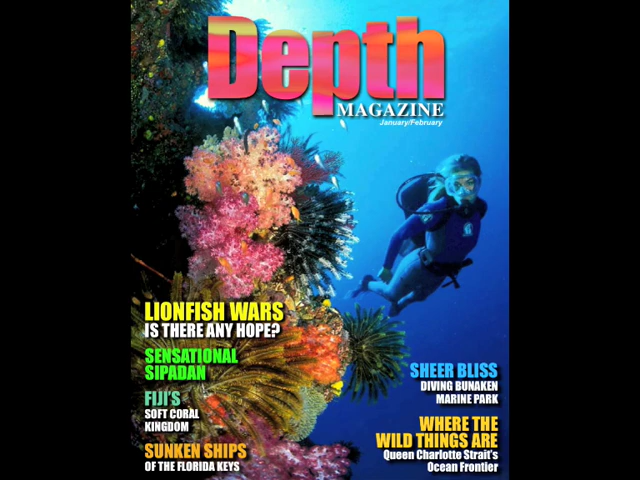 Depth
MAGAZINE
January/February
LIONFISH WARS
IS THERE ANY HOPE?
SENSATIONAL
SIPADAN
FIJI'S
SOFT CORAL
KINGDOM
SUNKEN SHIPS
OF THE FLORIDA KEYS
SHEER BLISS
DIVING BUNAKEN
MARINE PARK
WHERE THE
WILD THINGS ARE
Queen Charlotte Strait's
Ocean Frontier